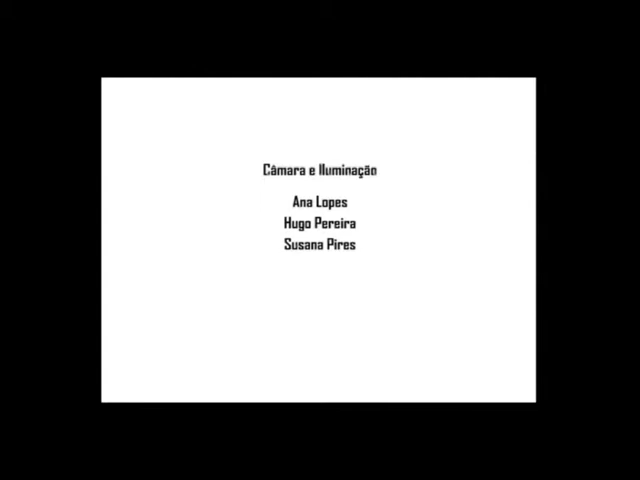 Câmara e Iluminação
Ana Lopes
Hugo Pereira
Susana Pires